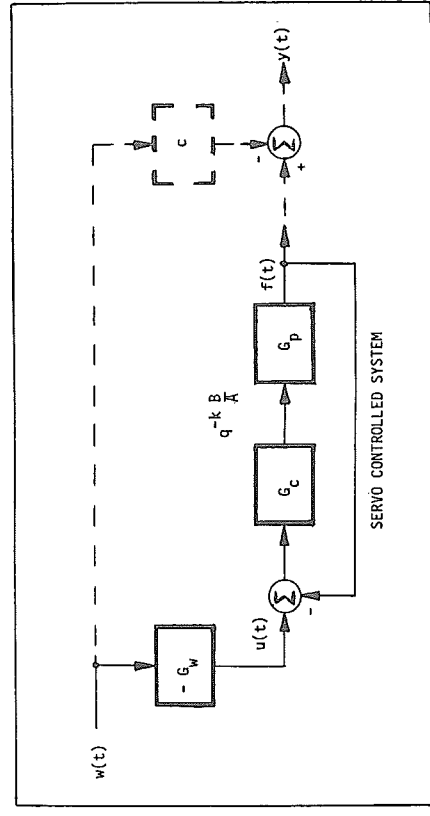 w(t)
c
- G_w
-
Σ
y(t)
+
u(t)
f(t)
q^-k B/A
Σ
G_c
G_p
-
SERVO CONTROLLED SYSTEM